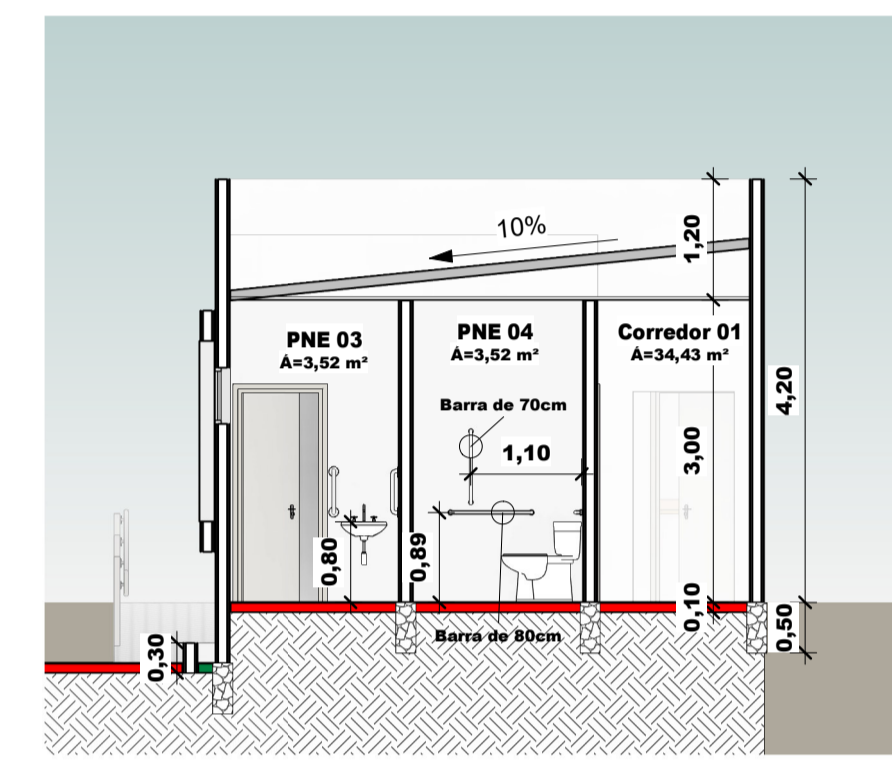 10%
1,20
PNE 03
Á=3,52 m²
PNE 04
Á=3,52 m²
Corredor 01
Á=34,43 m²
4,20
Barra de 70cm
1,10
3,00
0,80
0,89
0,10
0,50
Barra de 80cm
0,30